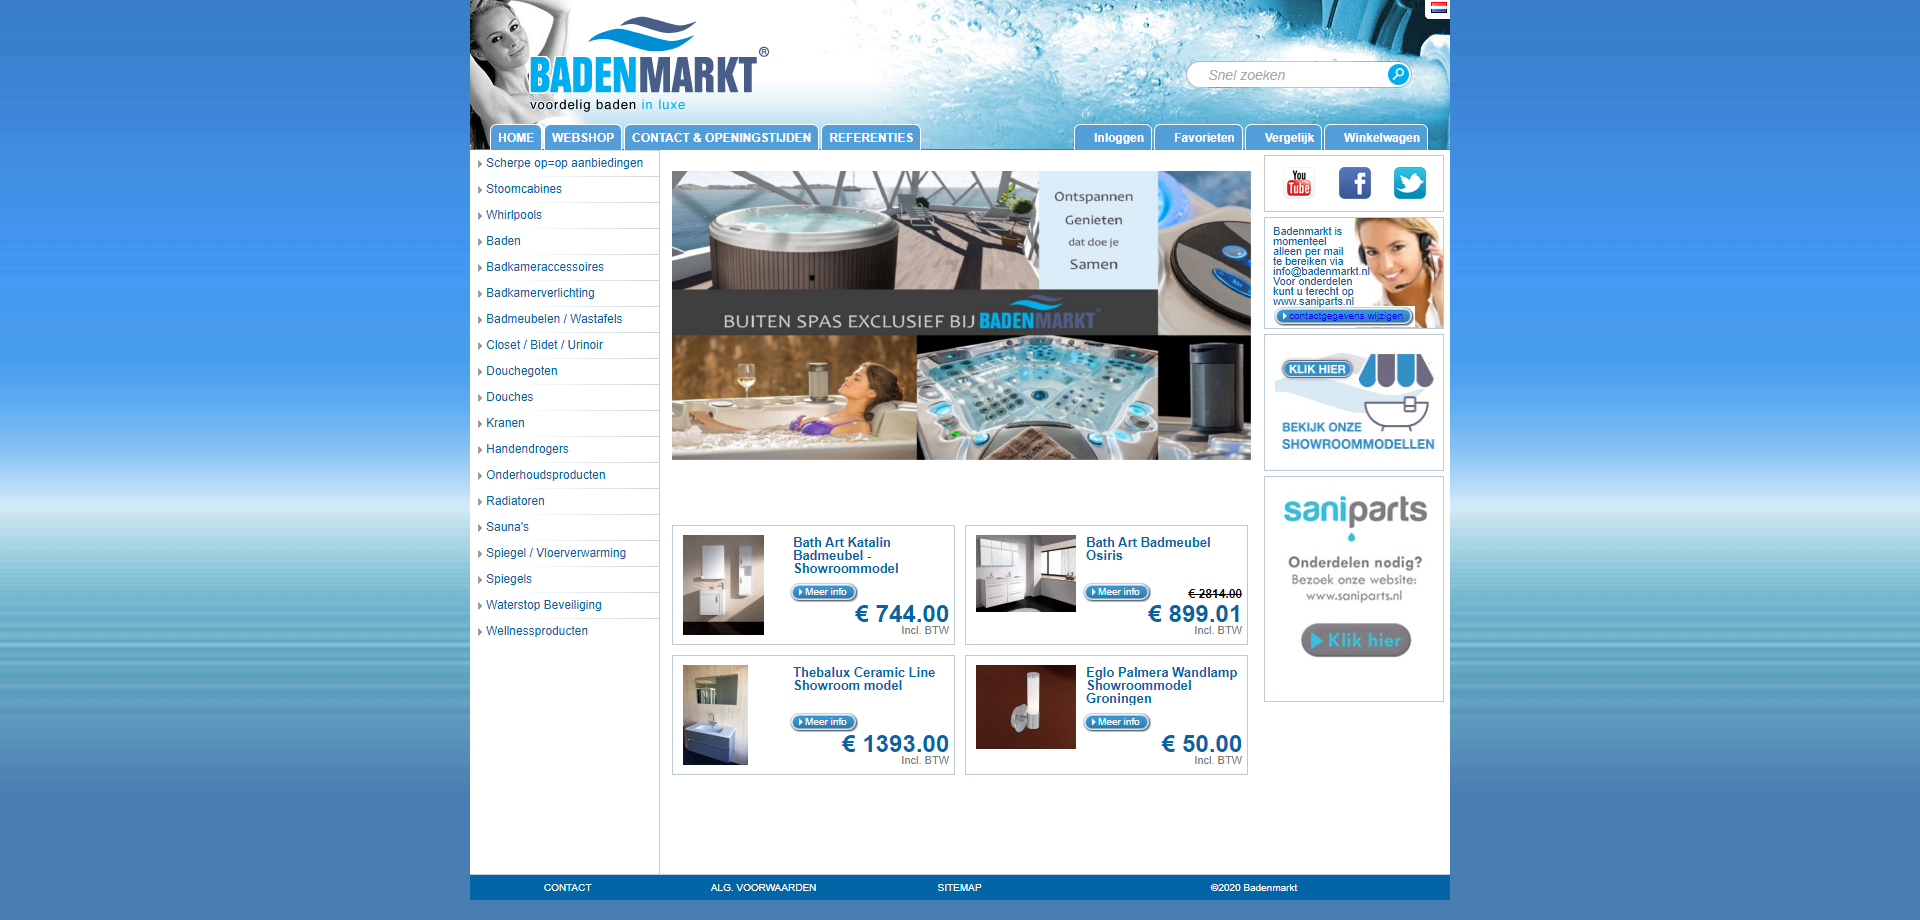 BADENMARKT®
voordelig baden in luxe
Snel zoeken
HOME
WEBSHOP
CONTACT & OPENINGSTIJDEN
REFERENTIES
Inloggen
Favorieten
Vergelijk
Winkelwagen
Scherpe op=op aanbiedingen
Stoomcabines
Whirlpools
Baden
Badkameraccessoires
Badkamerverlichting
Badmeubelen / Wastafels
Closet / Bidet / Urinoir
Douchegoten
Douches
Kranen
Handendrogers
Onderhoudsproducten
Radiatoren
Sauna's
Spiegel / Vloerverwarming
Spiegels
Waterstop Beveiliging
Wellnessproducten
Ontspannen
Genieten
dat doe je
Samen
BUITEN SPAS EXCLUSIEF BIJ BADENMARKT
Bath Art Katalin
Badmeubel -
Showroommodel
Meer info
€ 744.00
Incl. BTW
Bath Art Badmeubel
Osiris
Meer info
€ 2814.00
€ 899.01
Incl. BTW
Thebalux Ceramic Line
Showroom model
Meer info
€ 1393.00
Incl. BTW
Eglo Palmera Wandlamp
Showroommodel
Groningen
Meer info
€ 50.00
Incl. BTW
You
Tube
Badenmarkt is
momenteel
alleen per mail
te bereiken via
info@badenmarkt.nl
Voor onderdelen
kunt u terecht op
www.saniparts.nl
contactgegevens wijzigen
KLIK HIER
BEKIJK ONZE
SHOWROOMMODELLEN
saniparts
Onderdelen nodig?
Bezoek onze website:
www.saniparts.nl
Klik hier
CONTACT
ALG. VOORWAARDEN
SITEMAP
©2020 Badenmarkt